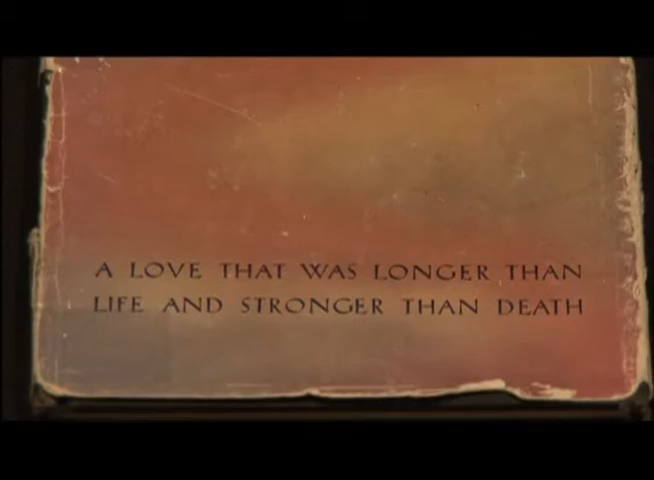 A LOVE THAT WAS LONGER THAN
LIFE AND STRONGER THAN DEATH